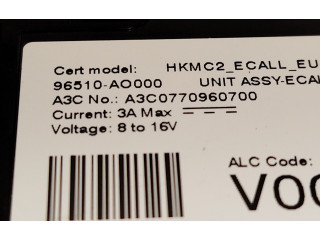 Cert model: HKMC2_ECALL_EU
96510-AO000 UNIT ASSY-ECAL
A3C No.: A3C0770960700
Current: 3A Max
Voltage: 8 to 16V
ALC Code:
V00